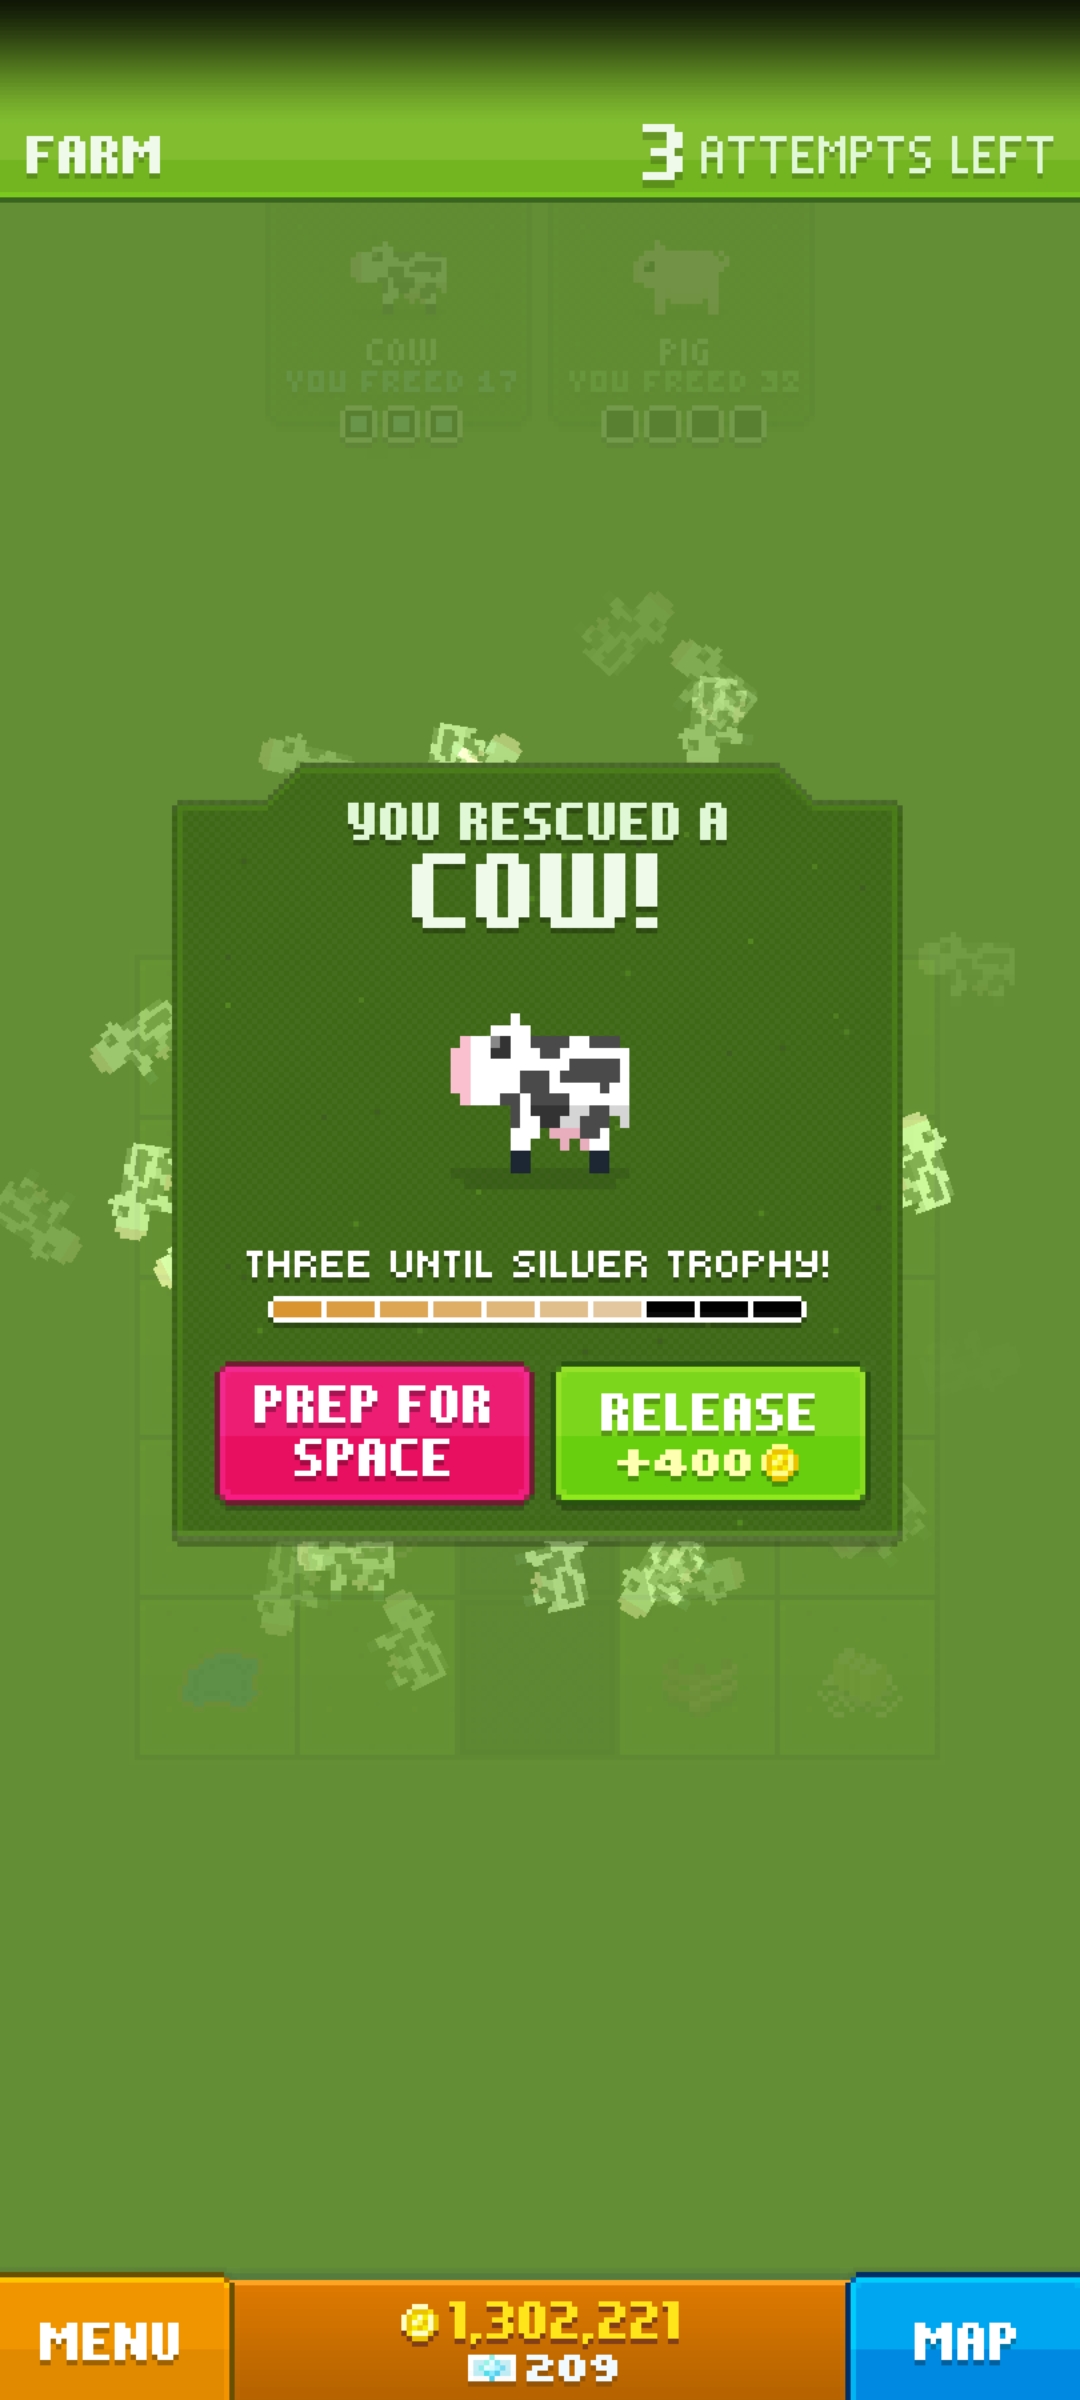 FARM
3 ATTEMPTS LEFT
COW
PIG
YOU FREED 17
YOU FREED 38
YOU RESCUED A
COW!
THREE UNTIL SILVER TROPHY!
PREP FOR
SPACE
RELEASE
+400
MENU
1,302,221
209
MAP